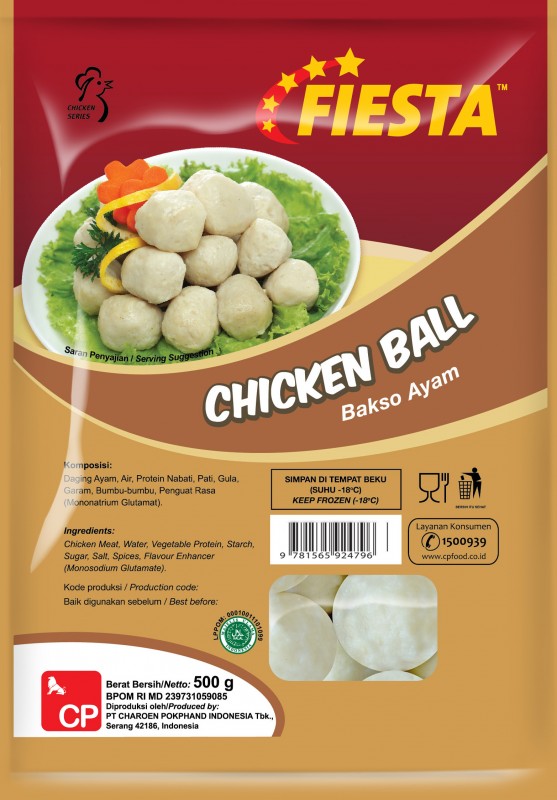 CHICKEN
SERIES
FIESTA™
Saran Penyajian / Serving Suggestion
CHICKEN BALL
Bakso Ayam
Komposisi:
Daging Ayam, Air, Protein Nabati, Pati, Gula,
Garam, Bumbu-bumbu, Penguat Rasa
(Mononatrium Glutamat).
Ingredients:
Chicken Meat, Water, Vegetable Protein, Starch,
Sugar, Salt, Spices, Flavour Enhancer
(Monosodium Glutamate).
Kode produksi / Production code:
Baik digunakan sebelum / Best before:
SIMPAN DI TEMPAT BEKU
(SUHU -18°C)
KEEP FROZEN (-18°C)
Layanan Konsumen
1500939
www.cpfood.co.id
9 781565 924796
LPPOM 00010011101099
CP
Berat Bersih/Netto: 500 g
BPOM RI MD 239731059085
Diproduksi oleh/Produced by:
PT CHAROEN POKPHAND INDONESIA Tbk.,
Serang 42186, Indonesia